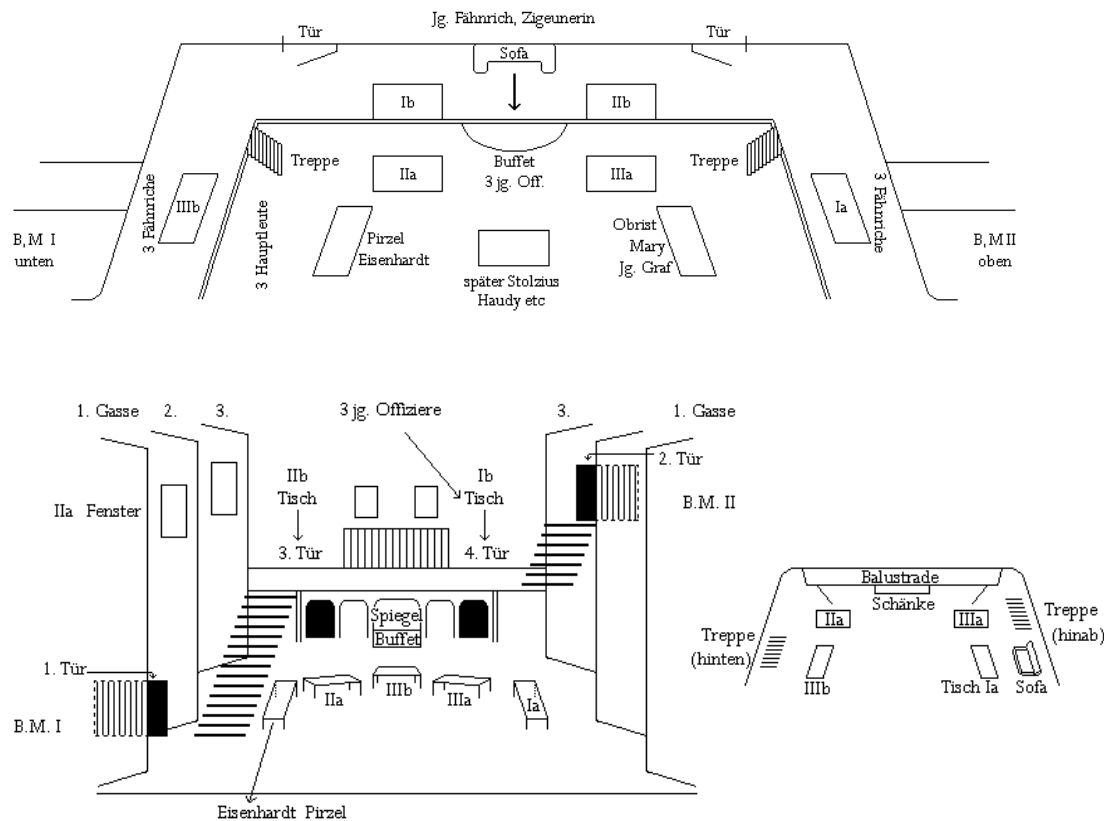 Jg. Fähnrich, Zigeunerin
Tür
Sofa
Tür
Ib
IIb
Treppe
IIa
Buffet
3 jg. Off.
IIIa
Treppe
3 Fähnriche
IIIb
3 Hauptleute
Pirzel
Eisenhardt
später Stolzius
Haudy etc
Obrist
Mary
Jg. Graf
Ia
3 Fähnriche
B, M I
unten
B, M II
oben
1. Gasse
2.
3.
3 jg. Offiziere
3.
1. Gasse
2. Tür
IIb
Tisch
Ib
Tisch
IIa Fenster
B.M. II
3. Tür
4. Tür
Spiegel
Buffet
1. Tür
B.M. I
IIa
IIIb
IIIa
Ia
Eisenhardt Pirzel
Balustrade
Schänke
IIa
IIIa
Treppe
(hinten)
Treppe
(hinab)
IIIb
Tisch Ia
Sofa